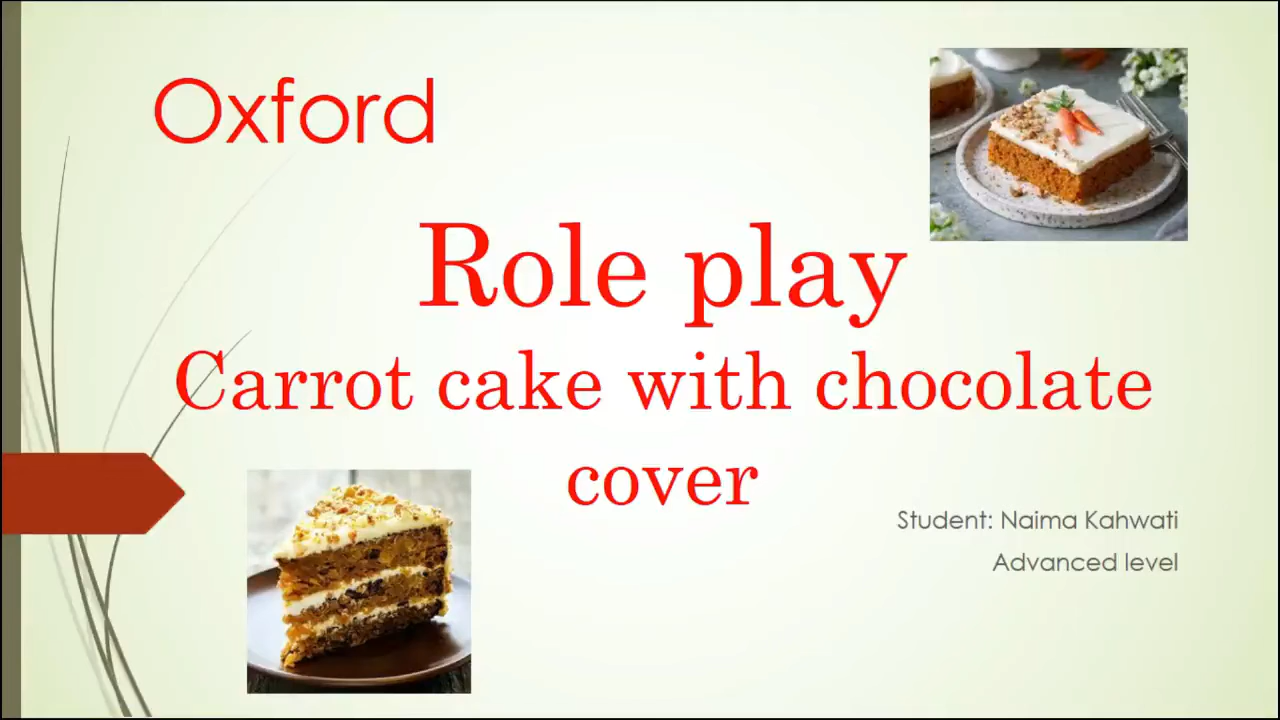 Oxford
Role play
Carrot cake with chocolate
cover
Student: Naima Kahwati
Advanced level